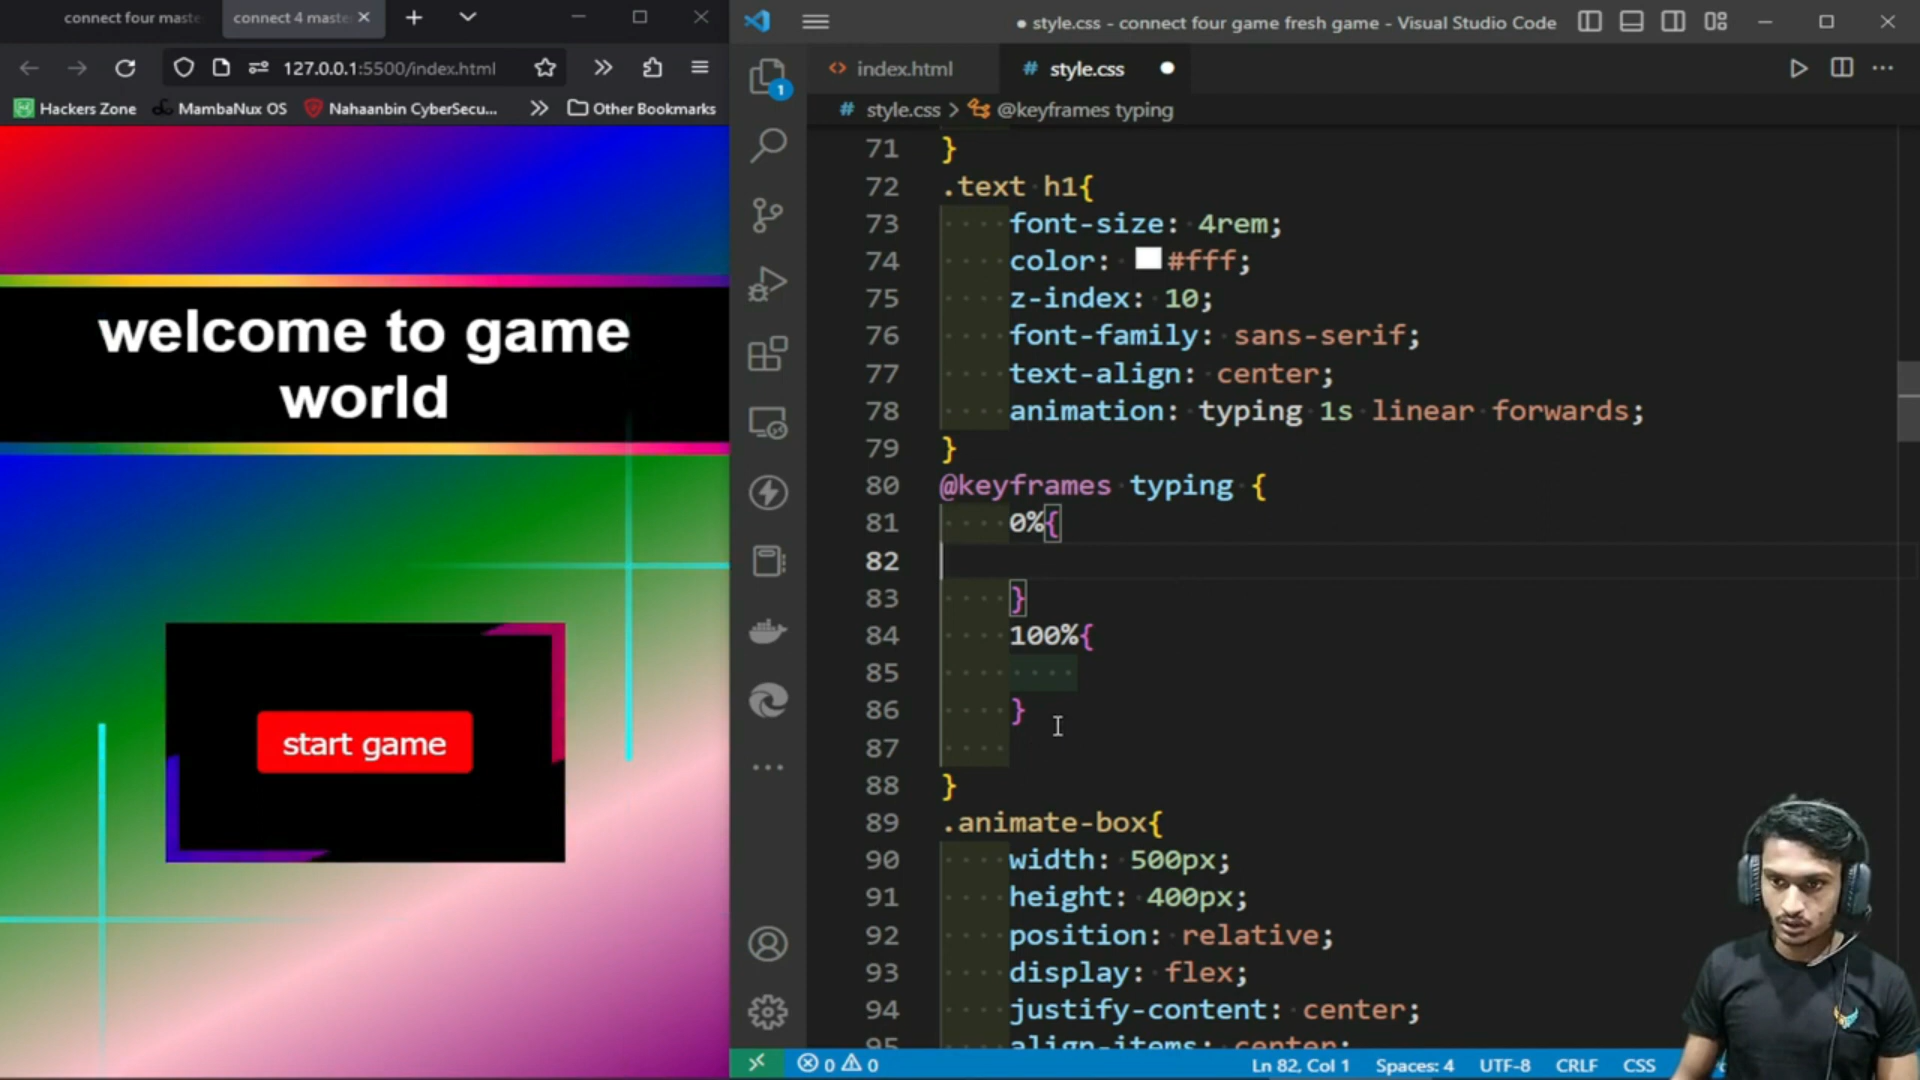 connect four maste
connect 4 maste
127.0.0.1:5500/index.html
Hackers Zone
MambaNux OS
Nahaanbin CyberSecu...
Other Bookmarks
welcome to game
world
start game
● style.css - connect four game fresh game - Visual Studio Code
index.html
# style.css
# style.css > @keyframes typing
1
71 }
72 .text h1{
73 font-size: 4rem;
74 color: #fff;
75 z-index: 10;
76 font-family: sans-serif;
77 text-align: center;
78 animation: typing 1s linear forwards;
79 }
80 @keyframes typing {
81 0%{
82
83 }
84 100%{
85
86 }
87
88 }
89 .animate-box{
90 width: 500px;
91 height: 400px;
92 position: relative;
93 display: flex;
94 justify-content: center;
95 align-items: center;
0 0
Ln 82, Col 1
Spaces: 4
UTF-8
CRLF
CSS